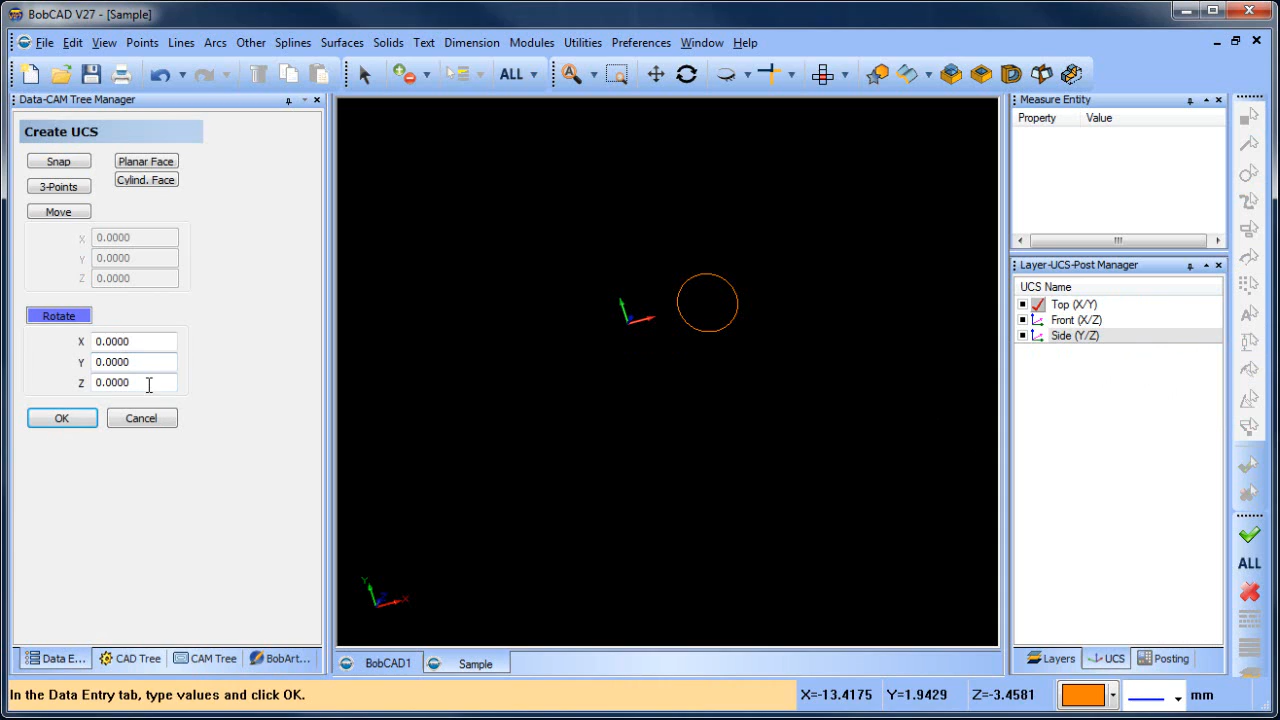 BobCAD V27 - [Sample]
File Edit View Points Lines Arcs Other Splines Surfaces Solids Text Dimension Modules Utilities Preferences Window Help
ALL
Data-CAM Tree Manager
Create UCS
Snap Planar Face
3-Points Cylind. Face
Move
X 0.0000
Y 0.0000
Z 0.0000
Rotate
X 0.0000
Y 0.0000
Z 0.0000
OK Cancel
Data E... CAD Tree CAM Tree BobArt...
Y
Z
X
BobCAD1 Sample
Measure Entity
Property Value
Layer-UCS-Post Manager
UCS Name
Top (X/Y)
Front (X/Z)
Side (Y/Z)
Layers UCS Posting
ALL
In the Data Entry tab, type values and click OK.
X=-13.4175 Y=1.9429 Z=-3.4581 mm